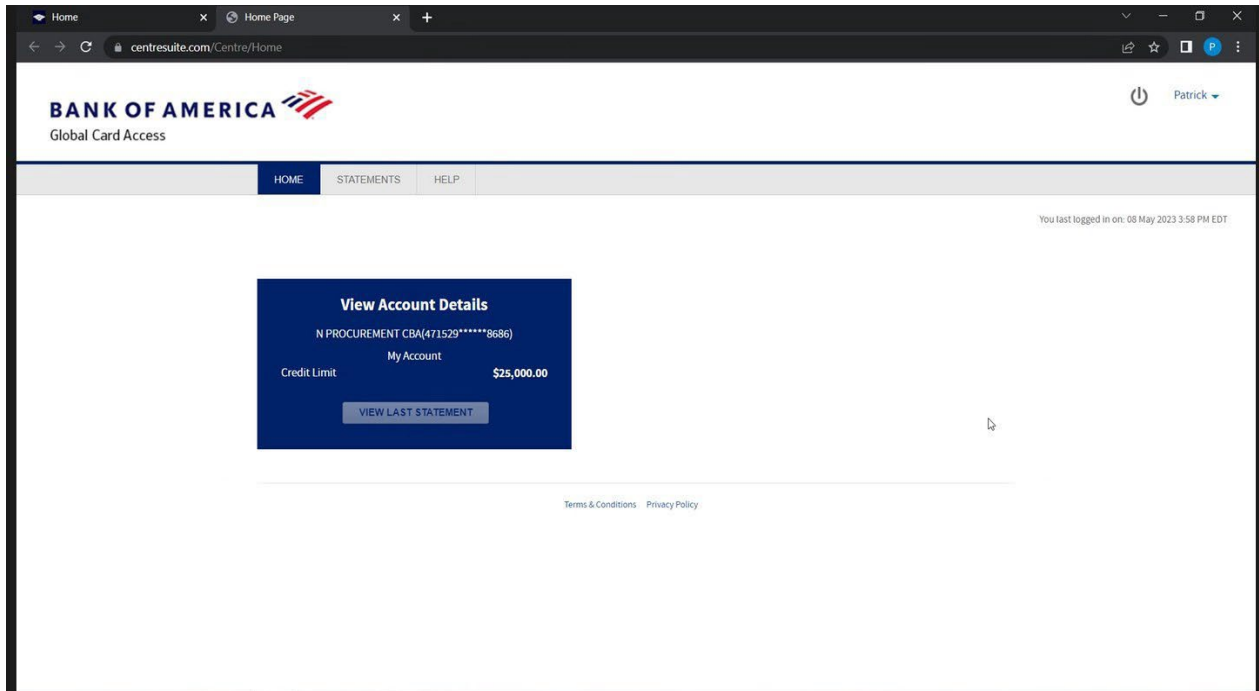 Home
Home Page
centresuite.com/Centre/Home
P
BANK OF AMERICA
Global Card Access
Patrick
HOME STATEMENTS HELP
You last logged in on: 08 May 2023 3:58 PM EDT
View Account Details
N PROCUREMENT CBA(471529******8686)
My Account
Credit Limit $25,000.00
VIEW LAST STATEMENT
Terms & Conditions Privacy Policy